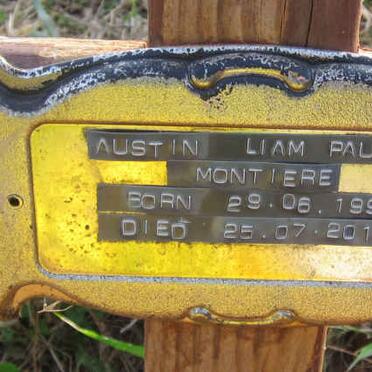 AUSTIN LIAM PAU
MONTIERE
BORN 29.06.199
DIED 25.07.201